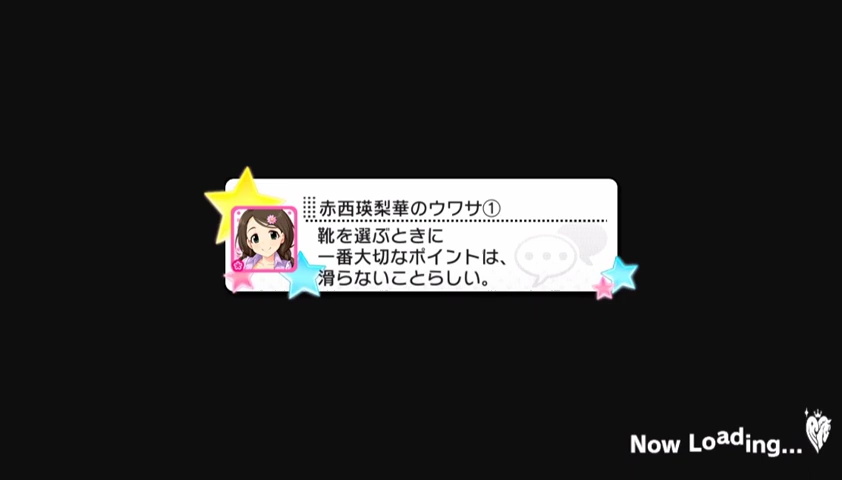 赤西瑛梨華のウワサ①
靴を選ぶときに
一番大切なポイントは、
滑らないことらしい。
Now Loading...